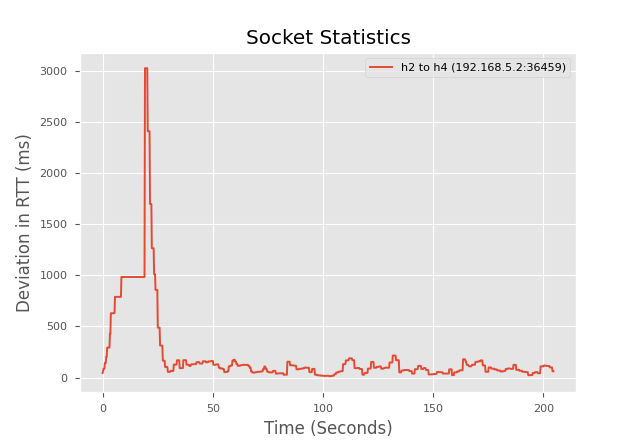 Socket Statistics
h2 to h4 (192.168.5.2:36459)
Deviation in RTT (ms)
3000
2500
2000
1500
1000
500
0
0 50 100 150 200
Time (Seconds)